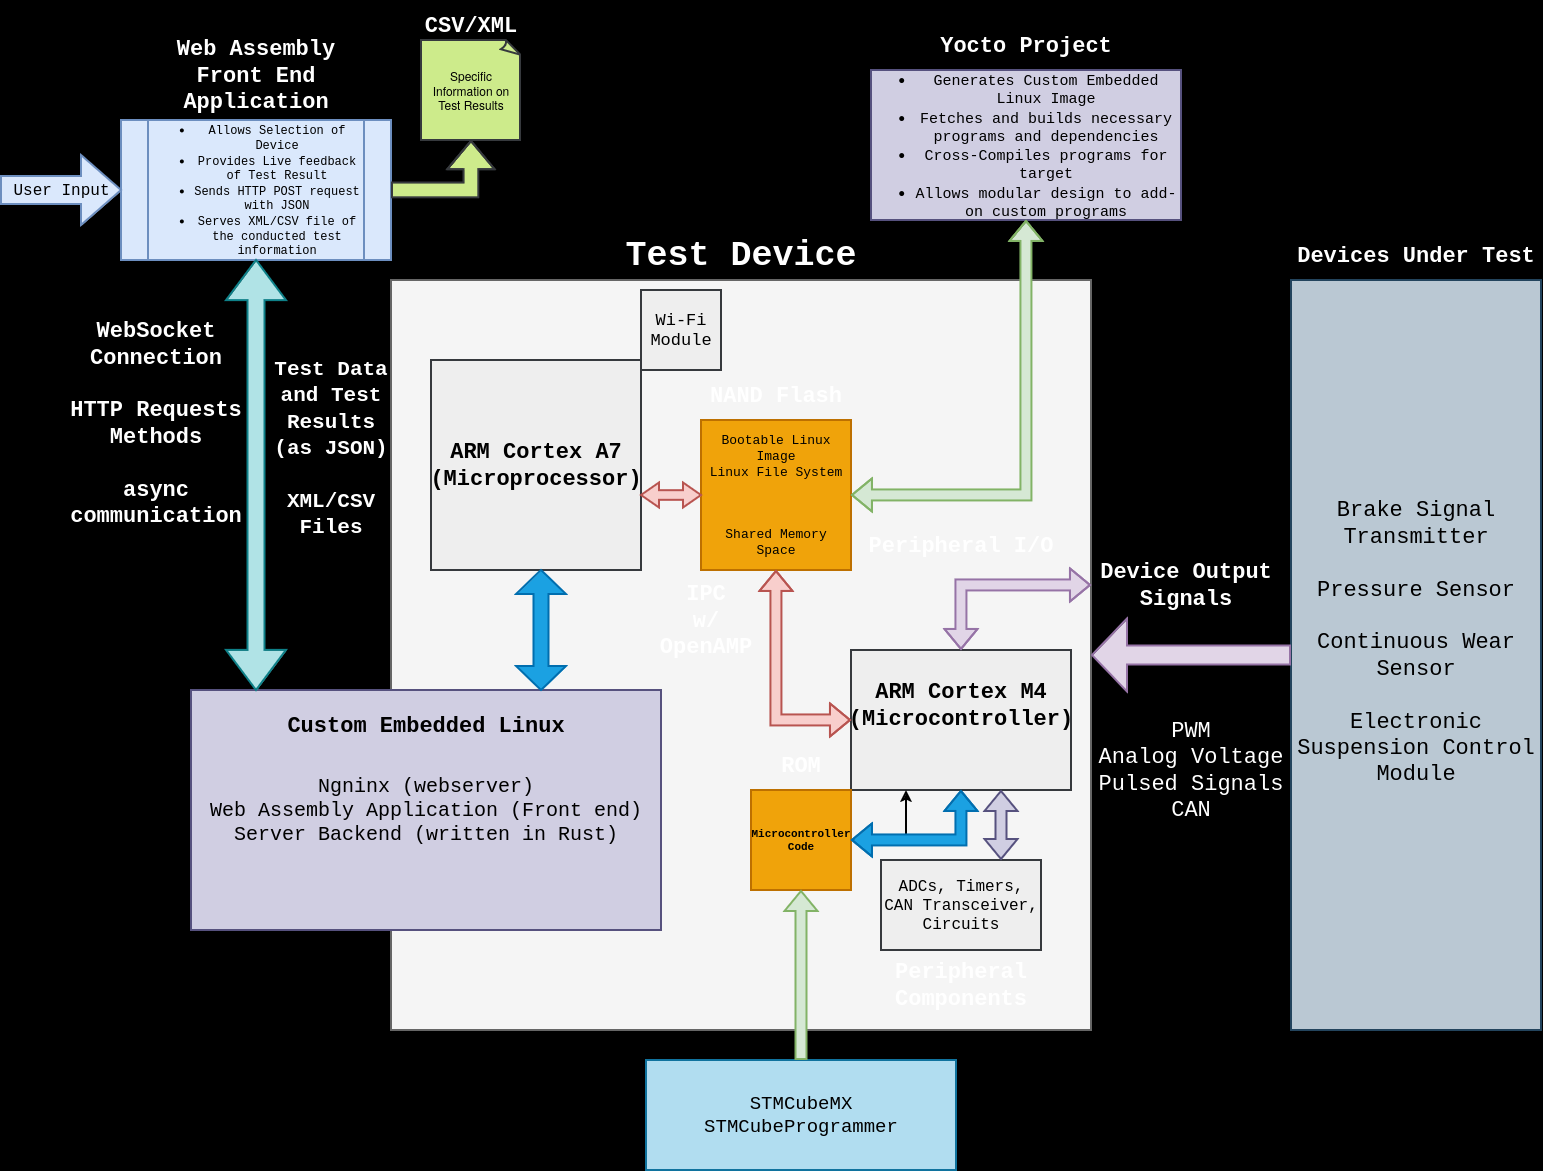 CSV/XML
Web Assembly
Front End
Application
Specific
Information on
Test Results
Yocto Project
• Generates Custom Embedded
Linux Image
• Fetches and builds necessary
programs and dependencies
• Cross-Compiles programs for
target
• Allows modular design to add-
on custom programs
User Input
• Allows Selection of
Device
• Provides Live feedback
of Test Result
• Sends HTTP POST request
with JSON
• Serves XML/CSV file of
the conducted test
information
Test Device
Devices Under Test
WebSocket
Connection
HTTP Requests
Methods
async
communication
Test Data
and Test
Results
(as JSON)
XML/CSV
Files
Wi-Fi
Module
ARM Cortex A7
(Microprocessor)
NAND Flash
Bootable Linux
Image
Linux File System
Shared Memory
Space
Peripheral I/O
IPC
w/
OpenAMP
Device Output
Signals
Brake Signal
Transmitter
Pressure Sensor
Continuous Wear
Sensor
Electronic
Suspension Control
Module
PWM
Analog Voltage
Pulsed Signals
CAN
ARM Cortex M4
(Microcontroller)
ROM
Microcontroller
Code
ADCs, Timers,
CAN Transceiver,
Circuits
Peripheral
Components
Custom Embedded Linux
Ngninx (webserver)
Web Assembly Application (Front end)
Server Backend (written in Rust)
STMCubeMX
STMCubeProgrammer